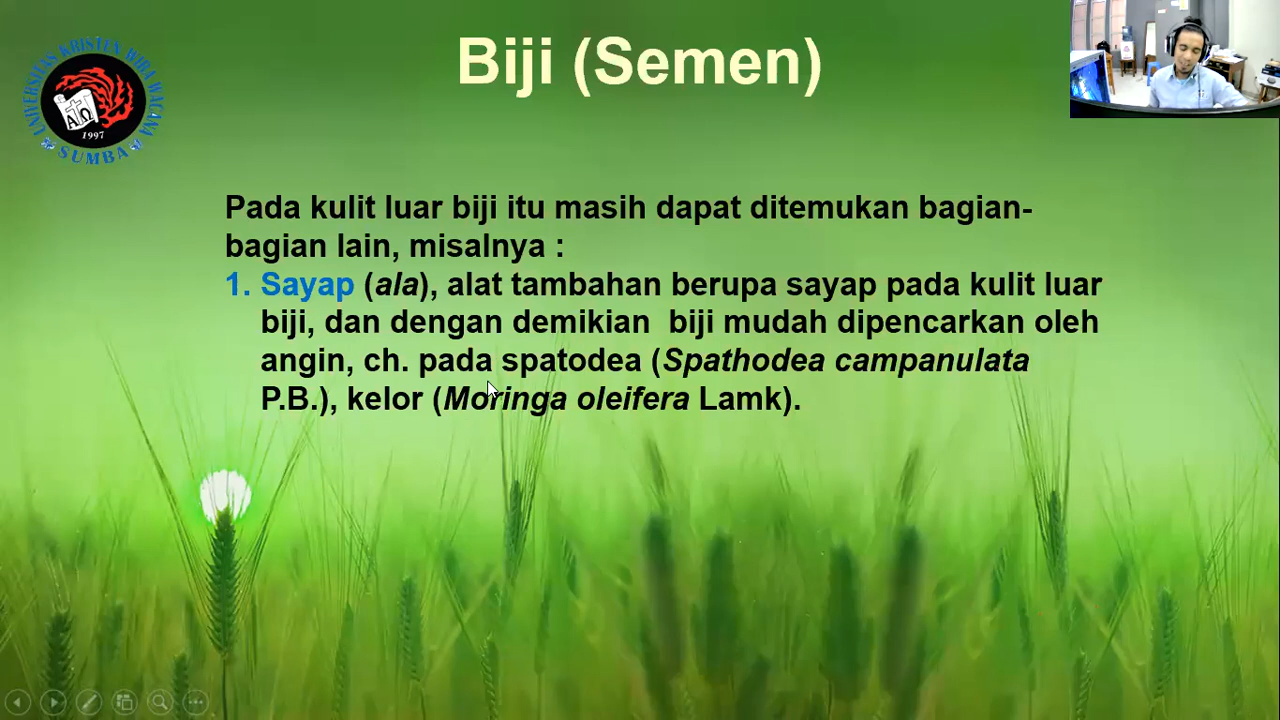 Biji (Semen)
UNIVERSITAS KRISTEN WIRA WACANA
ΑΩ
1997
SUMBA
Pada kulit luar biji itu masih dapat ditemukan bagian-
bagian lain, misalnya :
1. Sayap (ala), alat tambahan berupa sayap pada kulit luar
biji, dan dengan demikian  biji mudah dipencarkan oleh
angin, ch. pada spatodea (Spathodea campanulata
P.B.), kelor (Moringa oleifera Lamk).